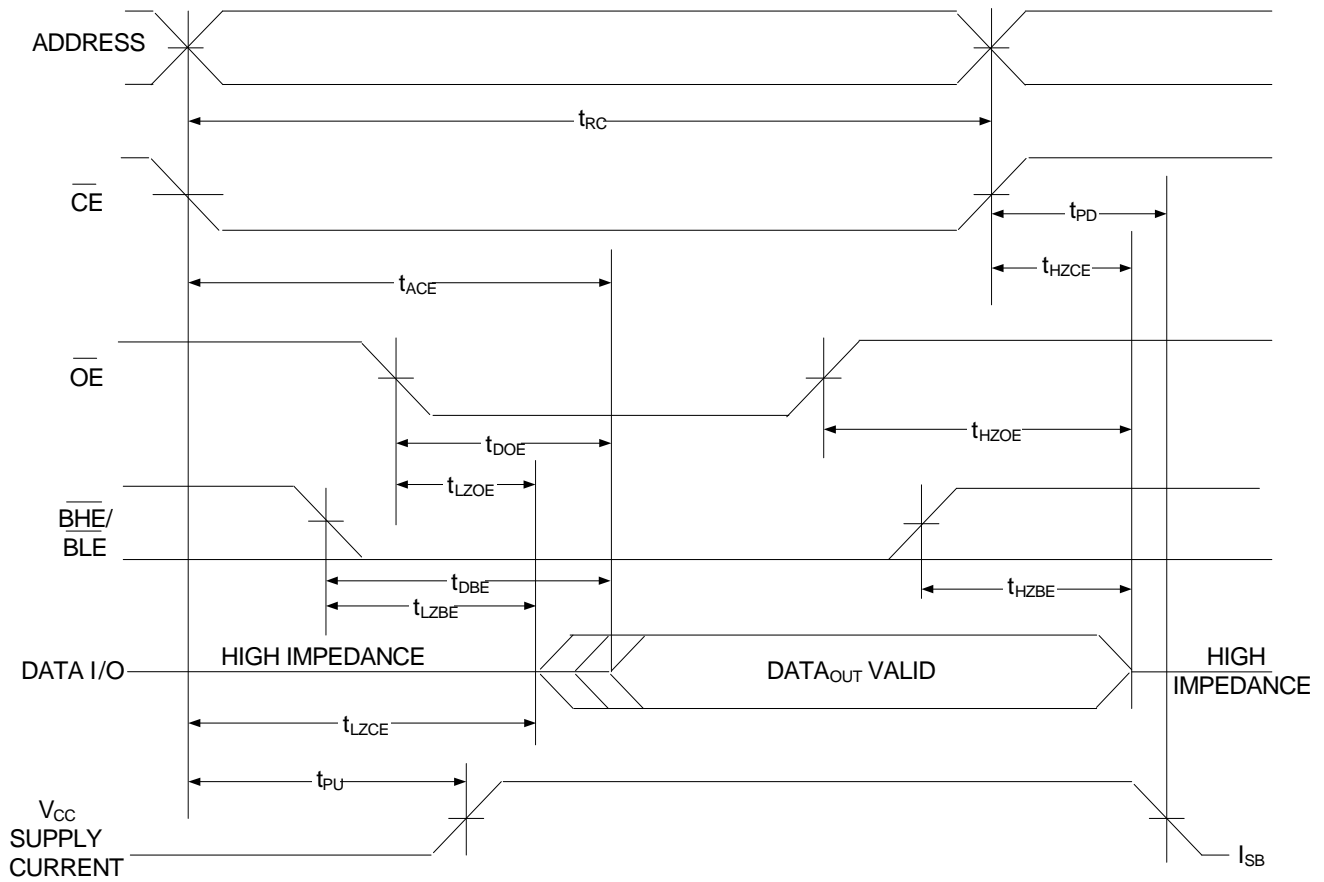 ADDRESS
tRC
CE
tPD
tHZCE
tACE
OE
tDOE
tHZOE
tLZOE
BHE/
BLE
tDBE
tHZBE
tLZBE
HIGH IMPEDANCE
DATA I/O
DATAOUT VALID
HIGH
IMPEDANCE
tLZCE
tPU
VCC
SUPPLY
CURRENT
ISB